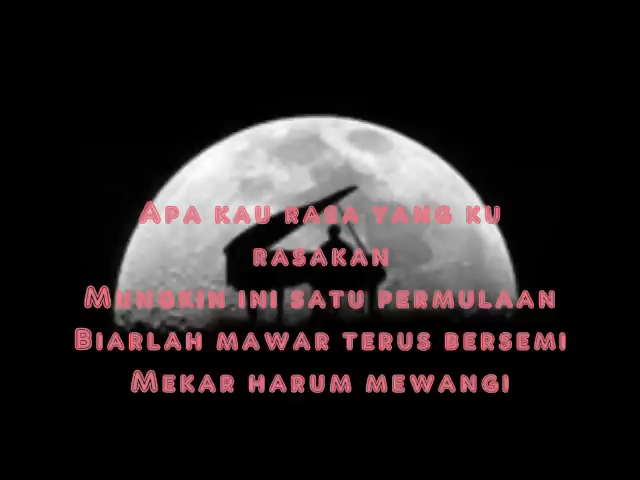 Apa kau rasa yang ku
rasakan
Mungkin ini satu permulaan
Biarlah mawar terus bersemi
Mekar harum mewangi